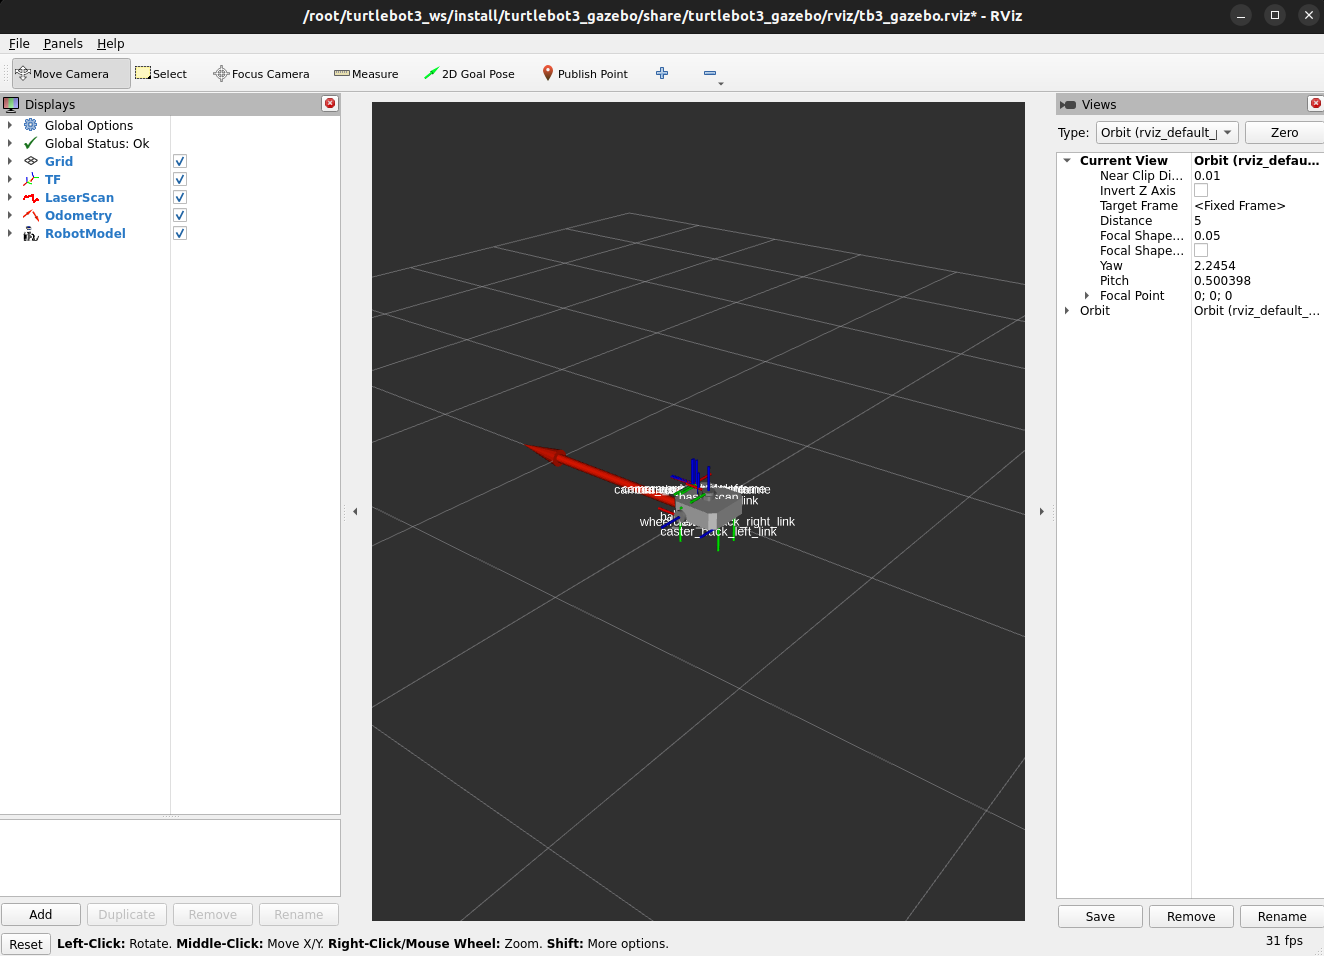 /root/turtlebot3_ws/install/turtlebot3_gazebo/share/turtlebot3_gazebo/rviz/tb3_gazebo.rviz* - RViz
File Panels Help
Move Camera Select Focus Camera Measure 2D Goal Pose Publish Point
Displays
Global Options
Global Status: Ok
Grid
TF
LaserScan
Odometry
RobotModel
Add Duplicate Remove Rename
caster_back_left_link
Views
Type: Orbit (rviz_default_ Zero
Current View Orbit (rviz_defau...
Near Clip Di... 0.01
Invert Z Axis
Target Frame <Fixed Frame>
Distance 5
Focal Shape... 0.05
Focal Shape...
Yaw 2.2454
Pitch 0.500398
Focal Point 0; 0; 0
Orbit Orbit (rviz_default_...
Save Remove Rename
Reset Left-Click: Rotate. Middle-Click: Move X/Y. Right-Click/Mouse Wheel: Zoom. Shift: More options.
31 fps